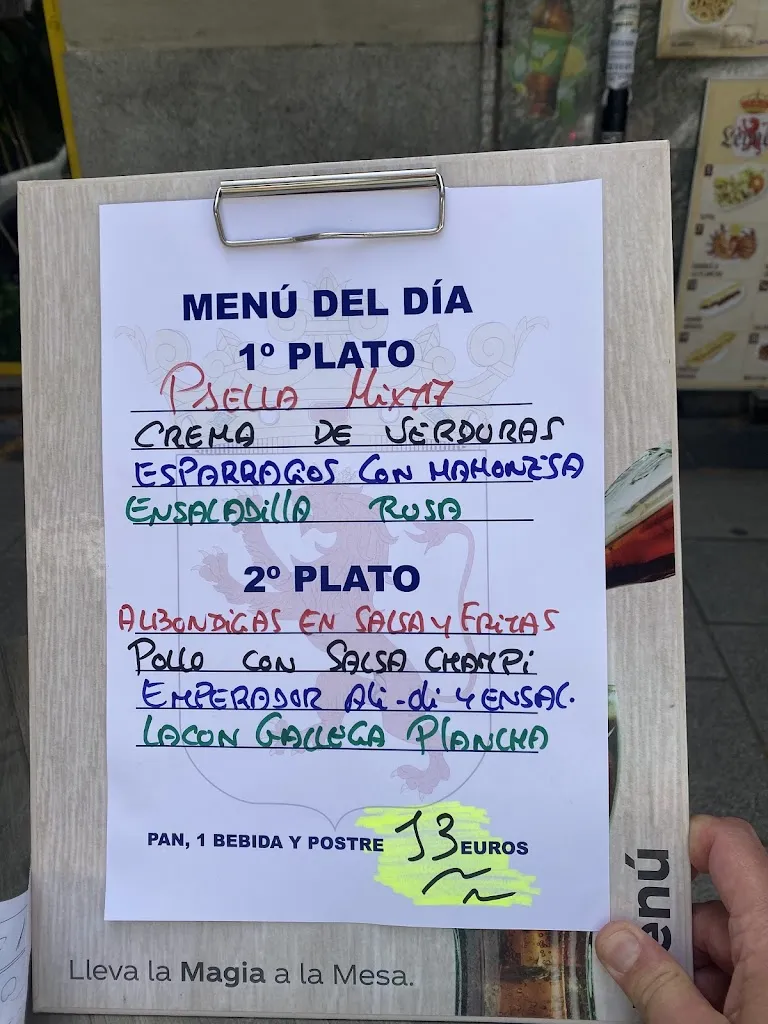 MENÚ DEL DÍA
1º PLATO
PAELLA MIXTA
CREMA DE VERDURAS
ESPARRAGOS CON MAHONESA
ENSALADILLA RUSA
2º PLATO
ALBONDIGAS EN SALSA Y FRITAS
POLLO CON SALSA CHAMPI
EMPERADOR ALI-OLI Y ENSAL.
LACON GALLEGA PLANCHA
PAN, 1 BEBIDA Y POSTRE 13 EUROS
enú
Lleva la Magia a la Mesa.